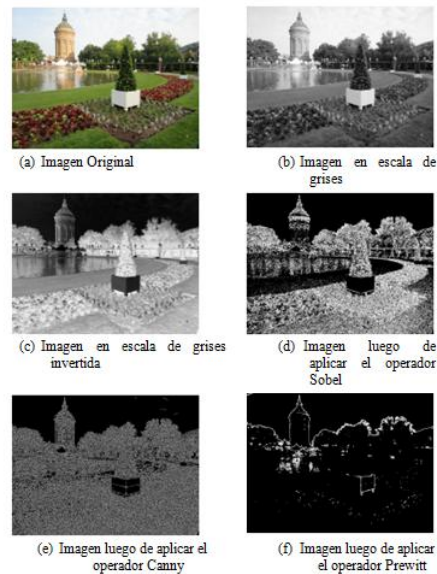 (a) Imagen Original
(b) Imagen en escala de
grises
(c) Imagen en escala de grises
invertida
(d) Imagen luego de
aplicar el operador
Sobel
(e) Imagen luego de aplicar el
operador Canny
(f) Imagen luego de aplicar
el operador Prewitt